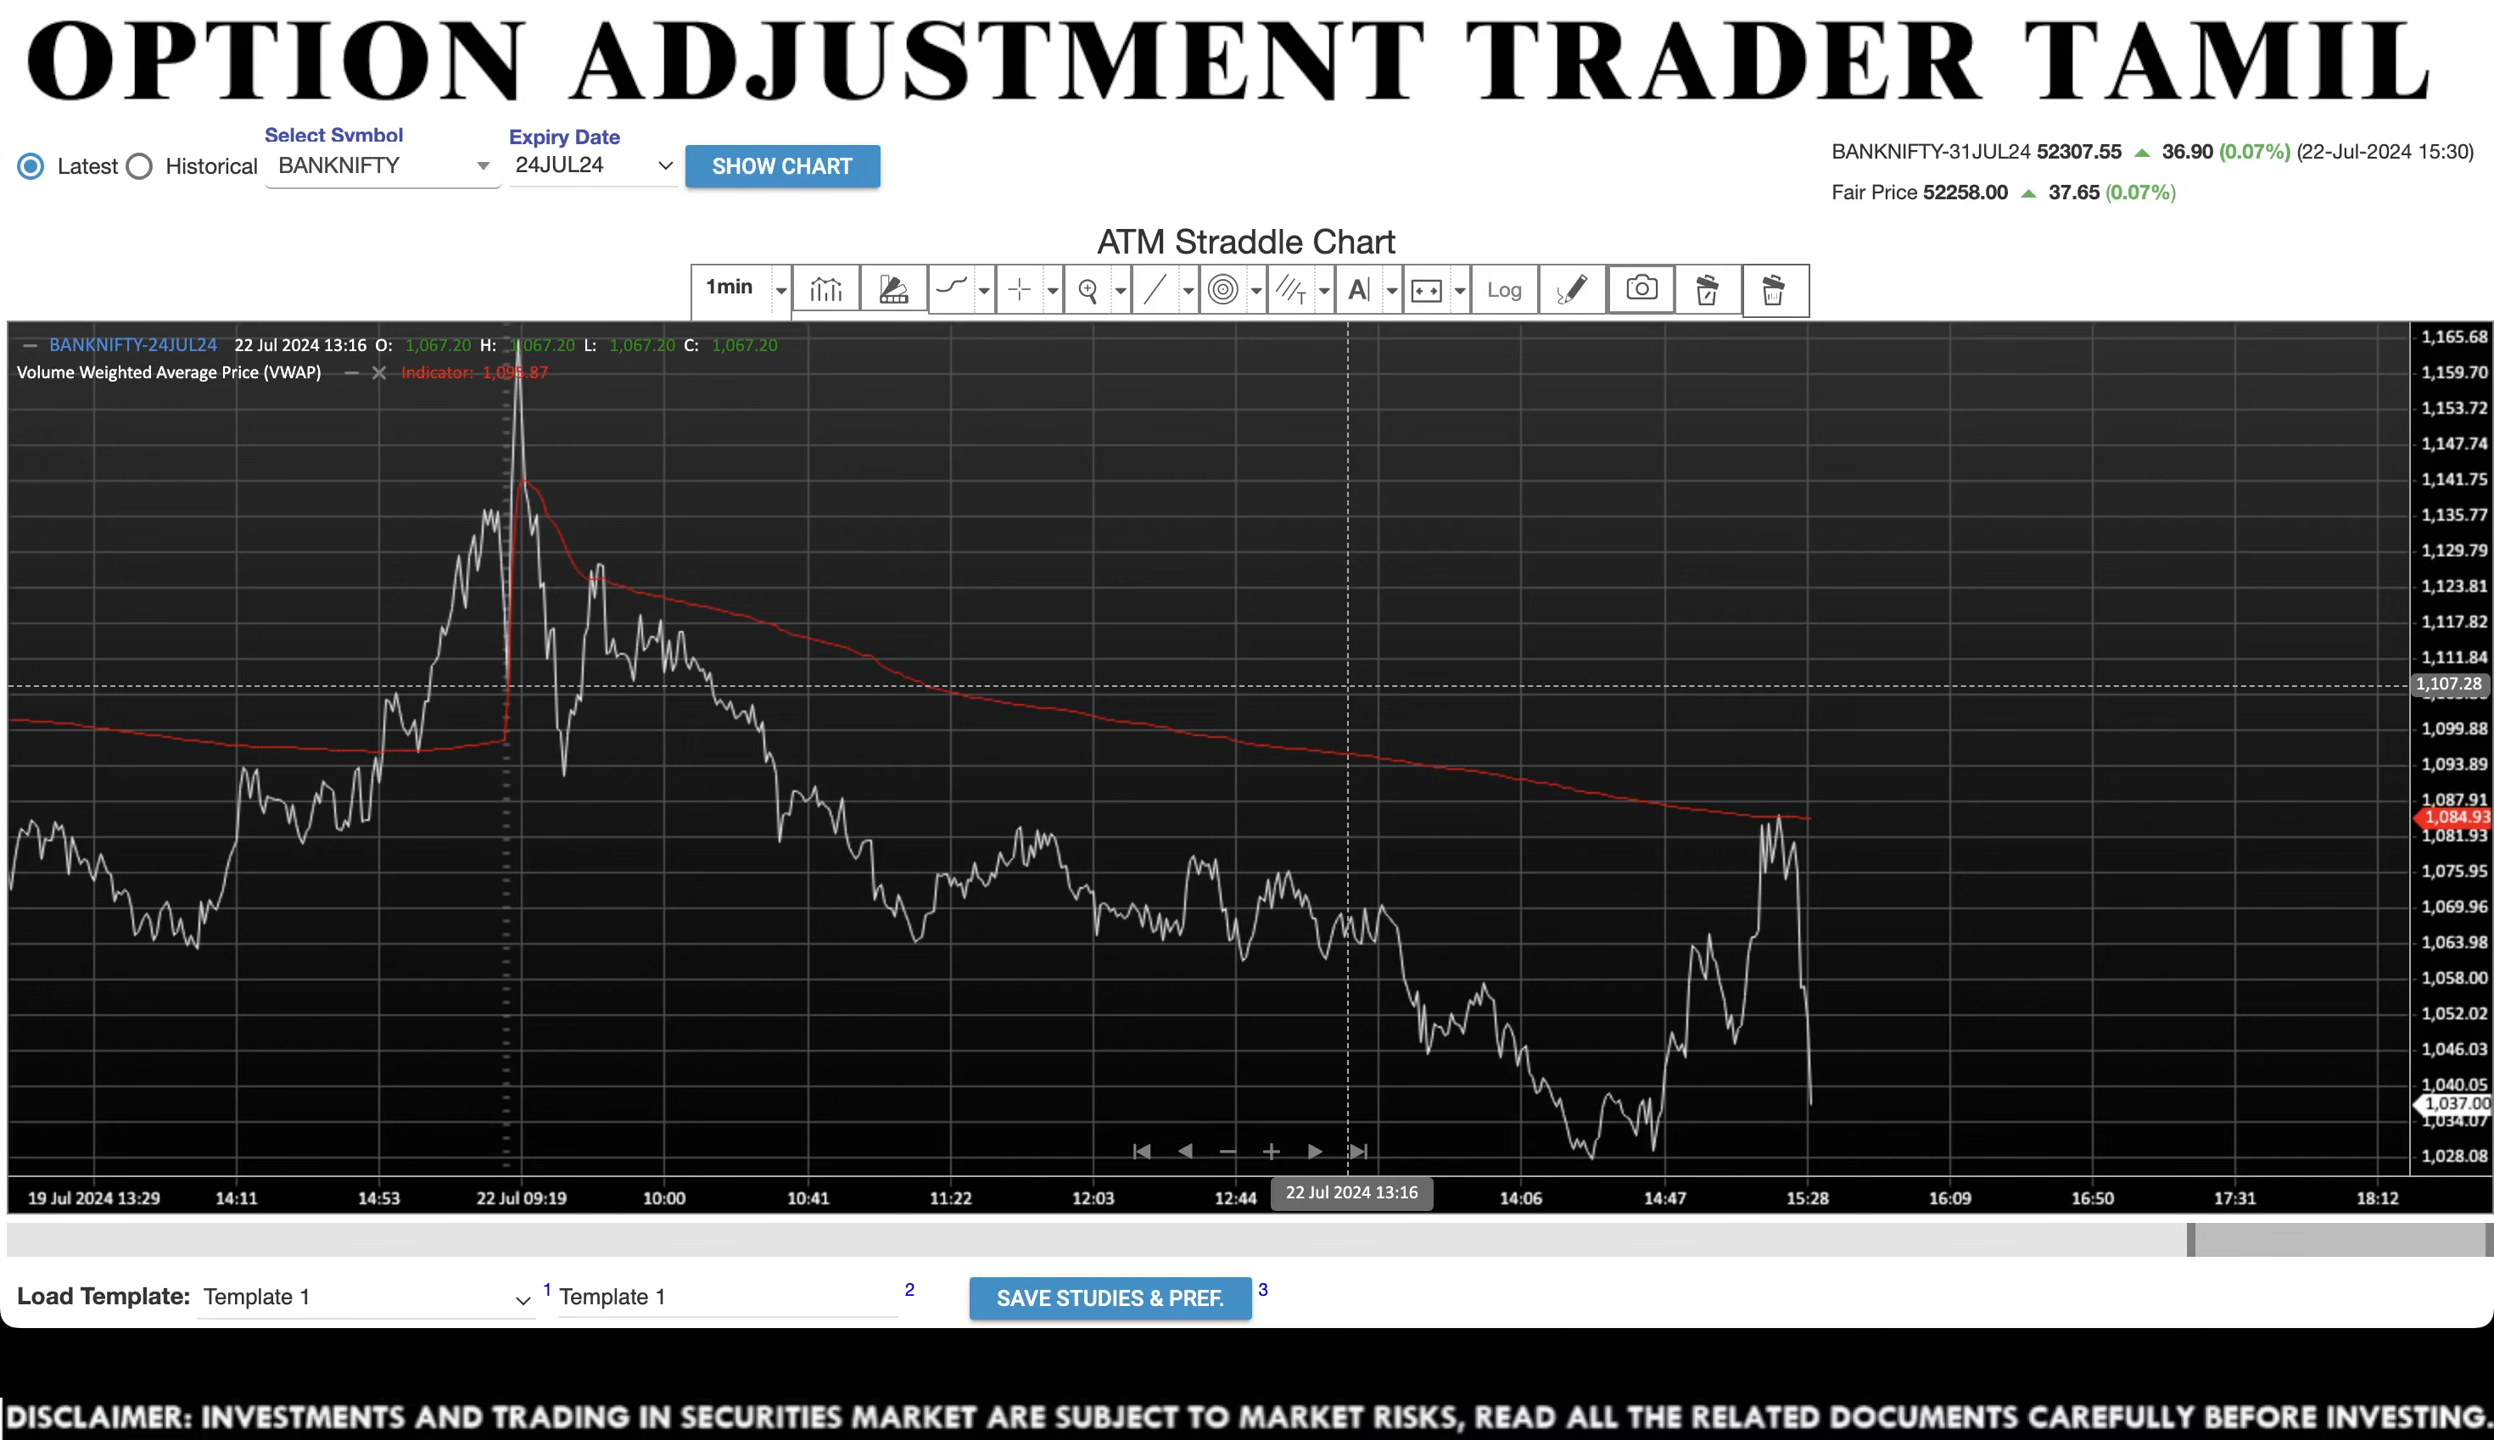 OPTION ADJUSTMENT TRADER TAMIL
Select Symbol
Expiry Date
Latest Historical BANKNIFTY 24JUL24 SHOW CHART
BANKNIFTY-31JUL24 52307.55 ▲ 36.90 (0.07%) (22-Jul-2024 15:30)
Fair Price 52258.00 ▲ 37.65 (0.07%)
ATM Straddle Chart
1min A| Log
BANKNIFTY-24JUL24 22 Jul 2024 13:16 O: 1,067.20 H: 1,067.20 L: 1,067.20 C: 1,067.20
Volume Weighted Average Price (VWAP) Indicator:
1,165.68
1,159.70
1,153.72
1,147.74
1,141.75
1,135.77
1,129.79
1,123.81
1,117.82
1,111.84
1,107.28
1,099.88
1,093.89
1,087.91
1,084.93
1,081.93
1,075.95
1,069.96
1,063.98
1,058.00
1,052.02
1,046.03
1,040.05
1,037.00
1,034.07
1,028.08
19 Jul 2024 13:29 14:11 14:53 22 Jul 09:19 10:00 10:41 11:22 12:03 12:44 22 Jul 2024 13:16 14:06 14:47 15:28 16:09 16:50 17:31 18:12
Load Template: Template 1 1 Template 1 2 SAVE STUDIES & PREF. 3
DISCLAIMER: INVESTMENTS AND TRADING IN SECURITIES MARKET ARE SUBJECT TO MARKET RISKS, READ ALL THE RELATED DOCUMENTS CAREFULLY BEFORE INVESTING.